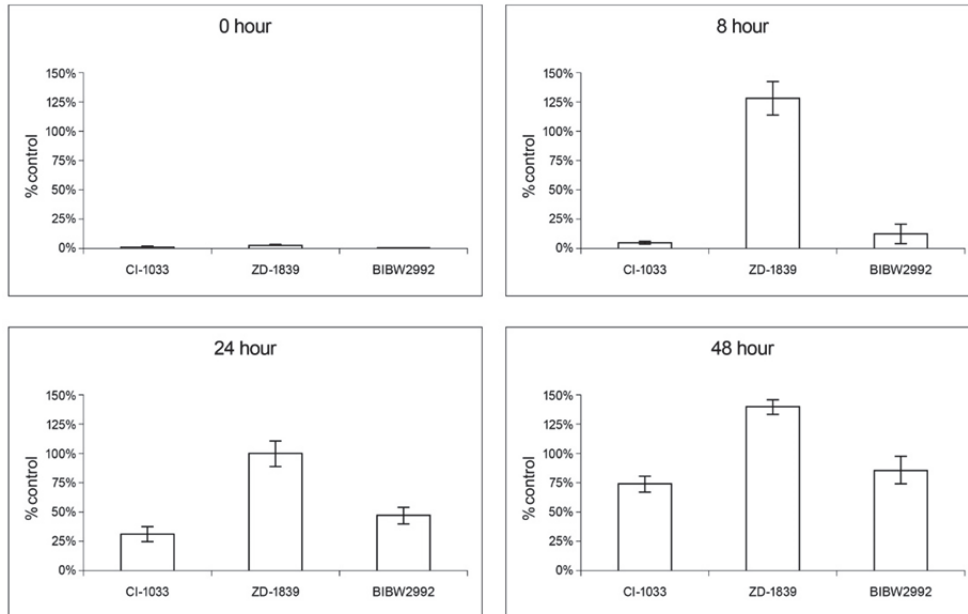 0 hour
% control
150%
125%
100%
75%
50%
25%
0%
CI-1033 ZD-1839 BIBW2992
8 hour
% control
150%
125%
100%
75%
50%
25%
0%
CI-1033 ZD-1839 BIBW2992
24 hour
% control
150%
125%
100%
75%
50%
25%
0%
CI-1033 ZD-1839 BIBW2992
48 hour
% control
150%
125%
100%
75%
50%
25%
0%
CI-1033 ZD-1839 BIBW2992